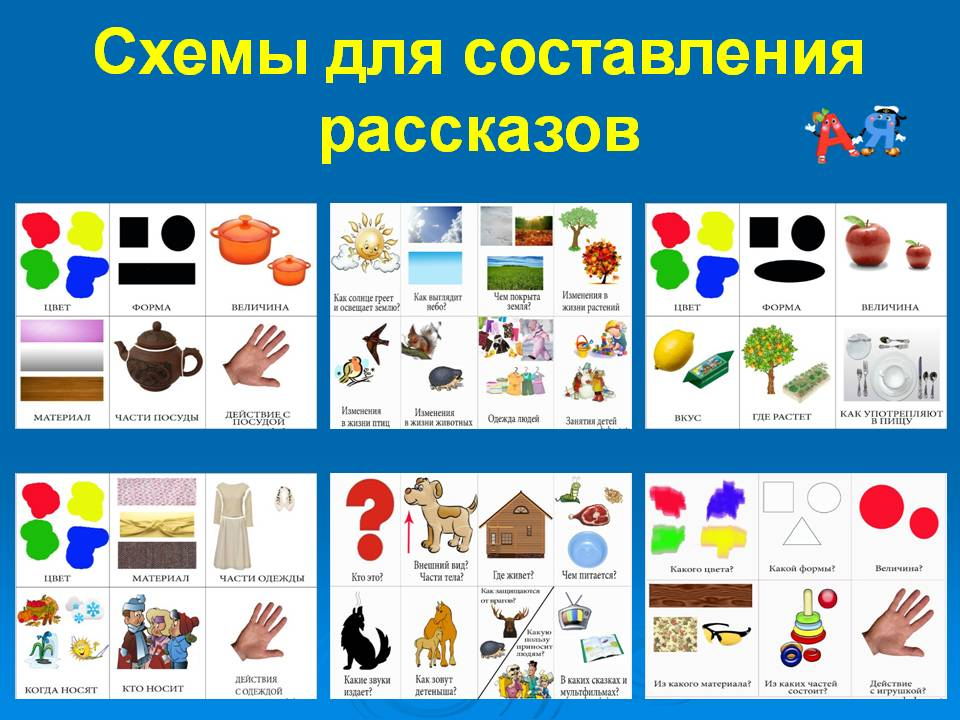 Схемы для составления
рассказов
АЯ
ЦВЕТ
ФОРМА
ВЕЛИЧИНА
МАТЕРИАЛ
ЧАСТИ ПОСУДЫ
ДЕЙСТВИЕ С
ПОСУДОЙ
Как солнце греет
и освещает землю?
Как выглядит
небо?
Чем покрыта
земля?
Изменения в
жизни растений
Изменения
в жизни птиц
Изменения
в жизни животных
Одежда людей
Занятия детей
ЦВЕТ
ФОРМА
ВЕЛИЧИНА
ВКУС
ГДЕ РАСТЕТ
КАК УПОТРЕБЛЯЮТ
В ПИЩУ
ЦВЕТ
МАТЕРИАЛ
ЧАСТИ ОДЕЖДЫ
КОГДА НОСЯТ
КТО НОСИТ
ДЕЙСТВИЯ
С ОДЕЖДОЙ
?
Кто это?
Внешний вид?
Части тела?
Где живет?
Чем питается?
Какие звуки
издает?
Как зовут
детеныша?
Как защищаются
от врагов?
Какую
пользу
приносит
людям?
В каких сказках и
мультфильмах?
Какого цвета?
Какой формы?
Величина?
Из какого материала?
Из каких частей
состоит?
Действие
с игрушкой?